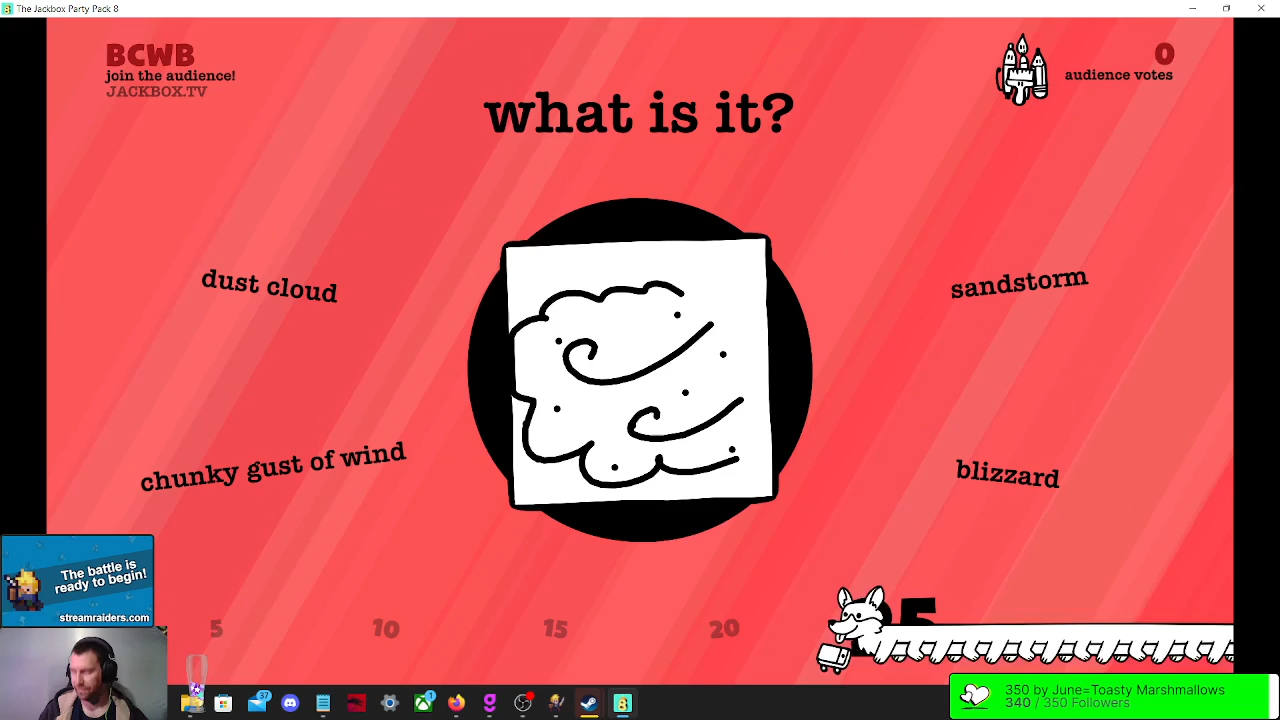 The Jackbox Party Pack 8
BCWB
join the audience!
JACKBOX.TV
0
audience votes
what is it?
dust cloud
sandstorm
chunky gust of wind
blizzard
The battle is
ready to begin!
streamraiders.com
5
10
15
20
37
1
350 by June=Toasty Marshmallows
340 / 350 Followers